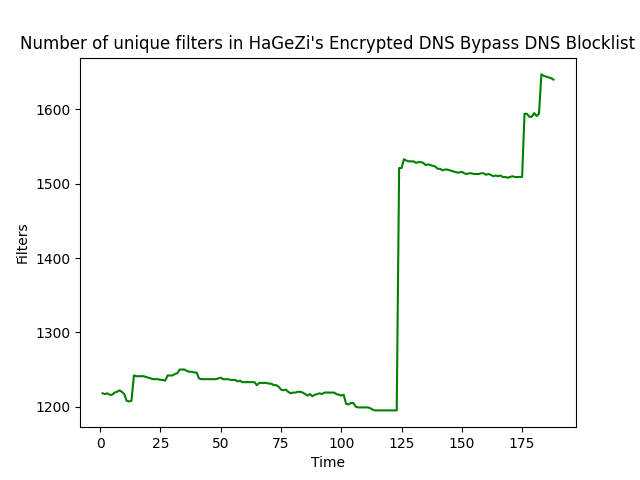 Number of unique filters in HaGeZi's Encrypted DNS Bypass DNS Blocklist
1600
1500
1400
1300
1200
Filters
0 25 50 75 100 125 150 175
Time